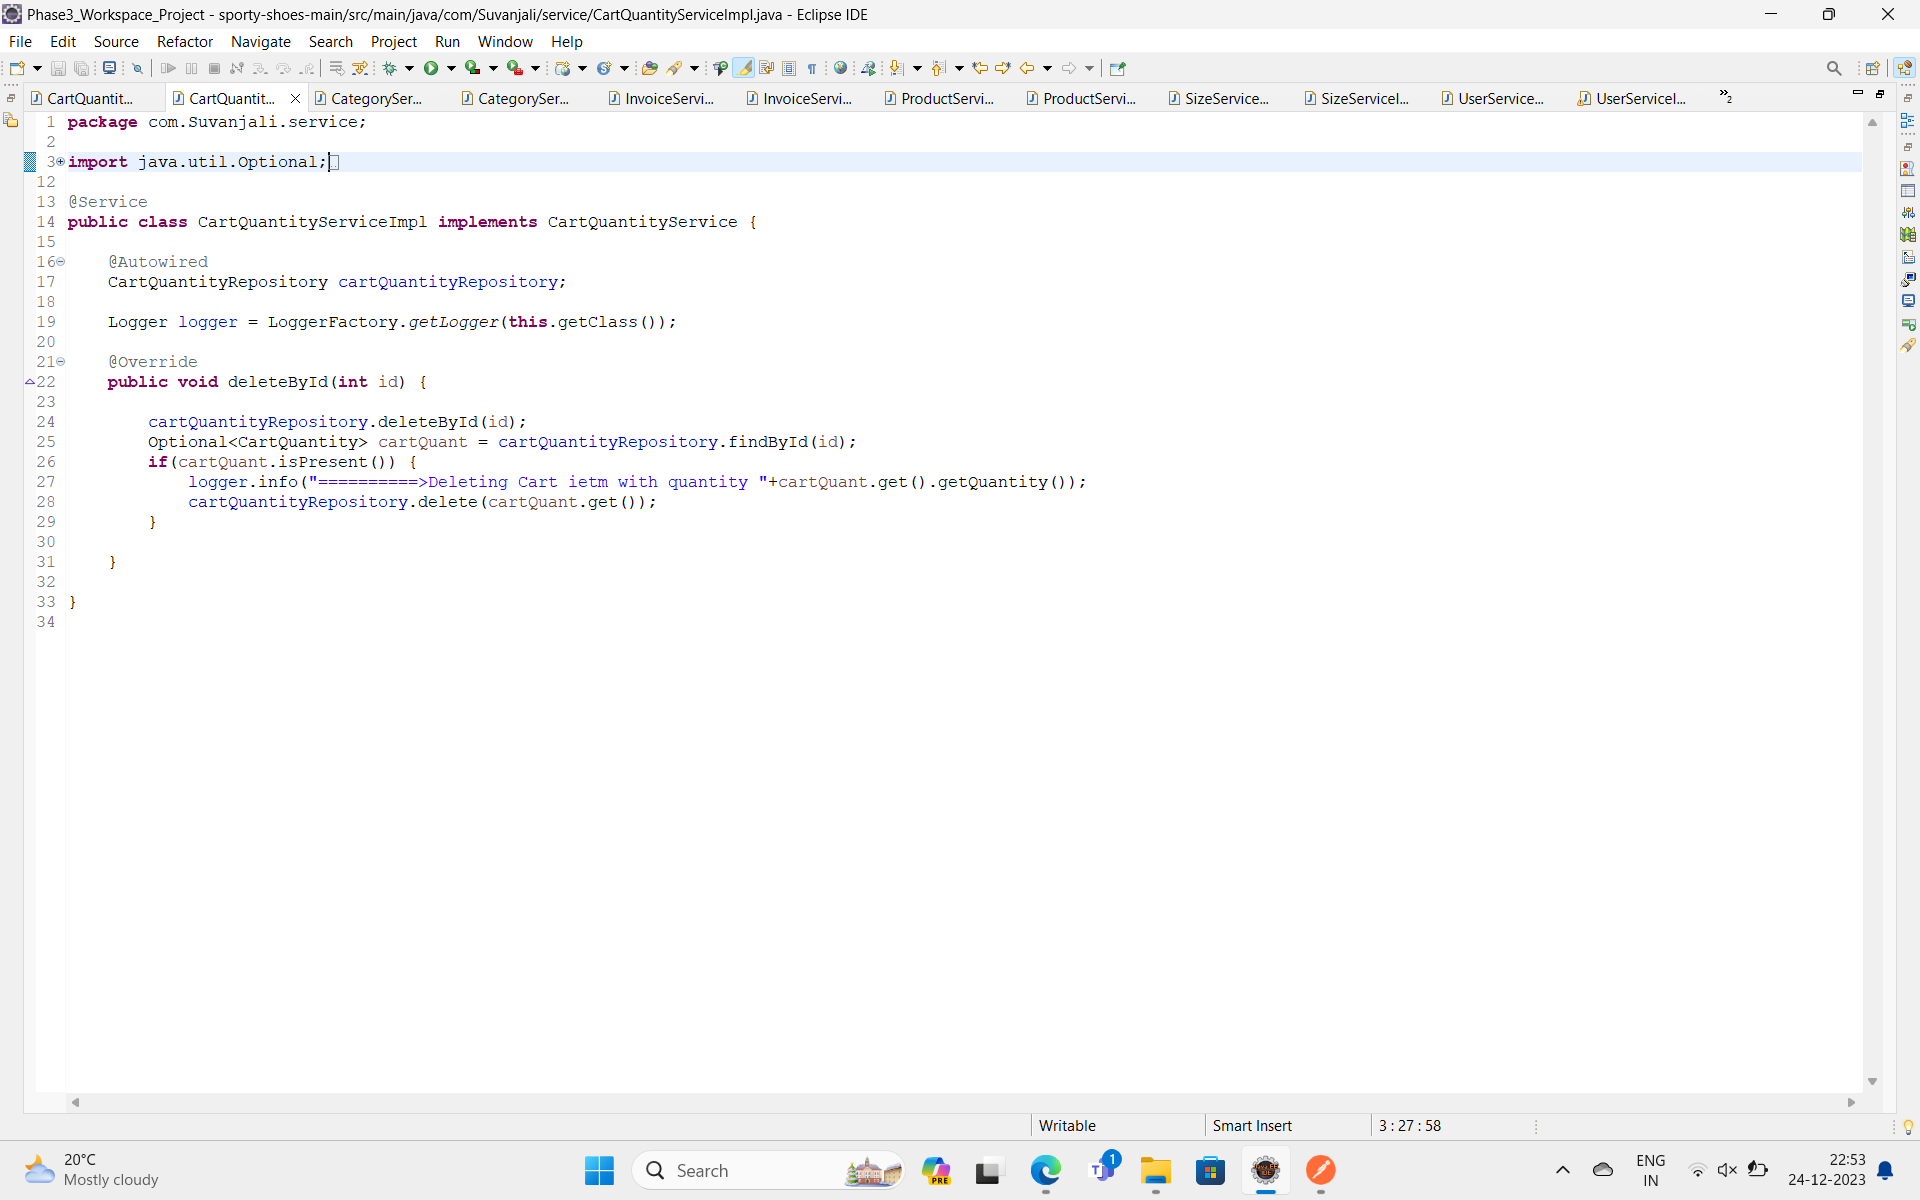 Phase3_Workspace_Project - sporty-shoes-main/src/main/java/com/Suvanjali/service/CartQuantityServiceImpl.java - Eclipse IDE
File Edit Source Refactor Navigate Search Project Run Window Help
CartQuantit... CartQuantit... CategorySer... CategorySer... InvoiceServi... InvoiceServi... ProductServi... ProductServi... SizeService... SizeServiceI... UserService... UserServiceI... »2
1 package com.Suvanjali.service;
2
3 import java.util.Optional;
12
13 @Service
14 public class CartQuantityServiceImpl implements CartQuantityService {
15
16 @Autowired
17 CartQuantityRepository cartQuantityRepository;
18
19 Logger logger = LoggerFactory.getLogger(this.getClass());
20
21 @Override
22 public void deleteById(int id) {
23
24 cartQuantityRepository.deleteById(id);
25 Optional<CartQuantity> cartQuant = cartQuantityRepository.findById(id);
26 if(cartQuant.isPresent()) {
27 logger.info("==========>Deleting Cart ietm with quantity "+cartQuant.get().getQuantity());
28 cartQuantityRepository.delete(cartQuant.get());
29 }
30
31 }
32
33 }
34
Writable Smart Insert 3 : 27 : 58
20°C
Mostly cloudy
Search
PRE
1
ENG
IN
22:53
24-12-2023